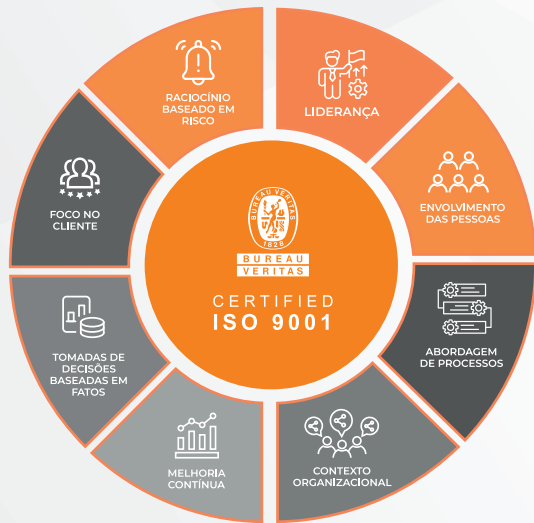 RACIOCÍNIO
BASEADO EM
RISCO
LIDERANÇA
ENVOLVIMENTO
DAS PESSOAS
ABORDAGEM
DE PROCESSOS
CONTEXTO
ORGANIZACIONAL
MELHORIA
CONTÍNUA
TOMADAS DE
DECISÕES
BASEADAS EM
FATOS
FOCO NO
CLIENTE
BUREAU VERITAS
1828
BUREAU
VERITAS
CERTIFIED
ISO 9001